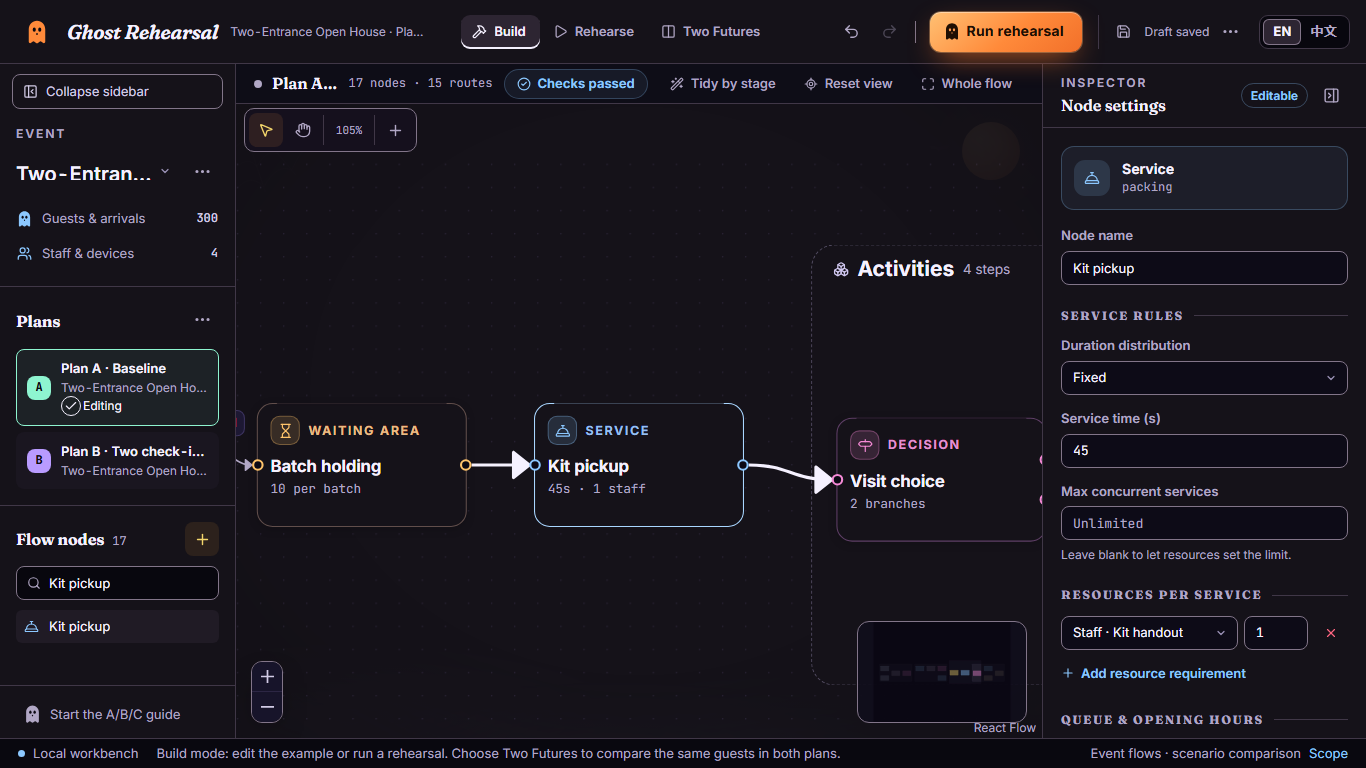 Ghost Rehearsal
Two-Entrance Open House · Pla...
Build
Rehearse
Two Futures
Run rehearsal
Draft saved
EN
中文
Collapse sidebar
EVENT
Two-Entran...
Guests & arrivals 300
Staff & devices 4
Plans
A
Plan A · Baseline
Two-Entrance Open Ho...
Editing
B
Plan B · Two check-i...
Two-Entrance Open Ho...
Flow nodes 17
Kit pickup
Kit pickup
Start the A/B/C guide
Plan A...
17 nodes · 15 routes
Checks passed
Tidy by stage
Reset view
Whole flow
105%
WAITING AREA
Batch holding
10 per batch
SERVICE
Kit pickup
45s · 1 staff
Activities 4 steps
DECISION
Visit choice
2 branches
React Flow
INSPECTOR
Node settings
Editable
Service
packing
Node name
Kit pickup
SERVICE RULES
Duration distribution
Fixed
Service time (s)
45
Max concurrent services
Unlimited
Leave blank to let resources set the limit.
RESOURCES PER SERVICE
Staff · Kit handout 1
Add resource requirement
QUEUE & OPENING HOURS
Local workbench
Build mode: edit the example or run a rehearsal. Choose Two Futures to compare the same guests in both plans.
Event flows · scenario comparison
Scope